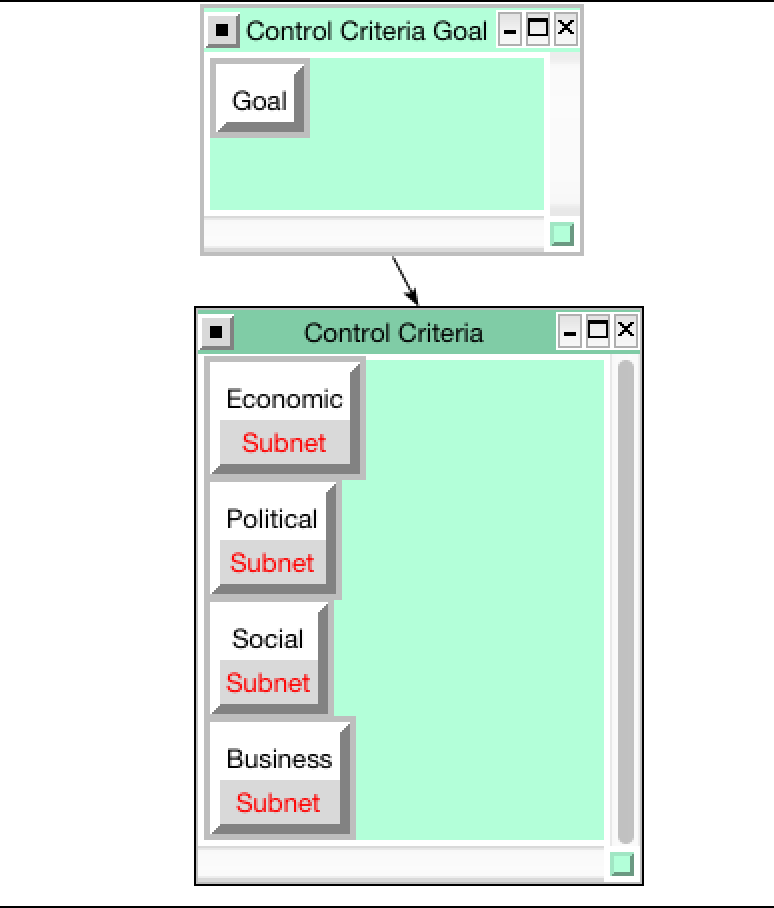 Control Criteria Goal
Goal
Control Criteria
Economic
Subnet
Political
Subnet
Social
Subnet
Business
Subnet